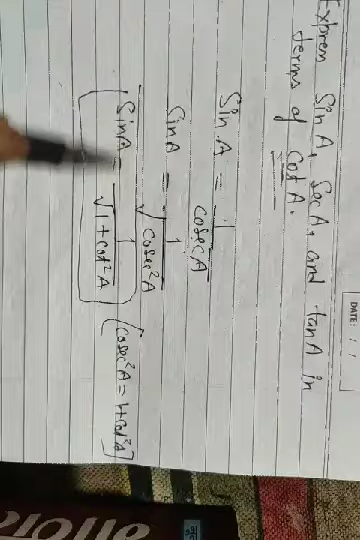 DATE: / /
Express Sin A, Sec A, and tan A in
terms of Cot A.
Sin A = 1/cosec A
Sin A = 1/√cosec²A
Sin A = 1/√1+cot²A [cosec²A = 1+cot²A]